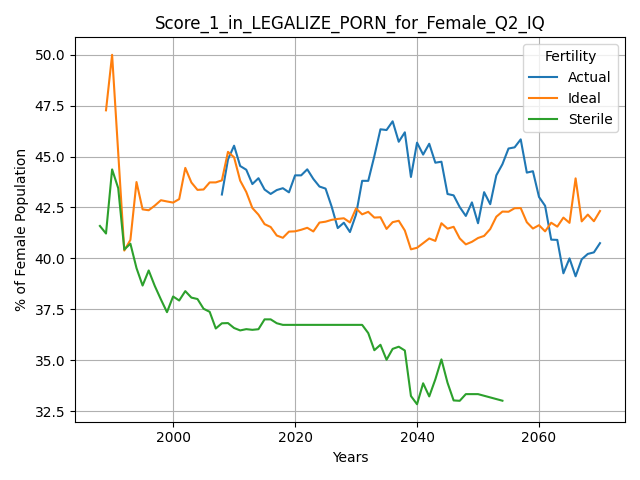 Score_1_in_LEGALIZE_PORN_for_Female_Q2_IQ
% of Female Population
50.0
47.5
45.0
42.5
40.0
37.5
35.0
32.5
Fertility
Actual
Ideal
Sterile
2000
2020
2040
2060
Years